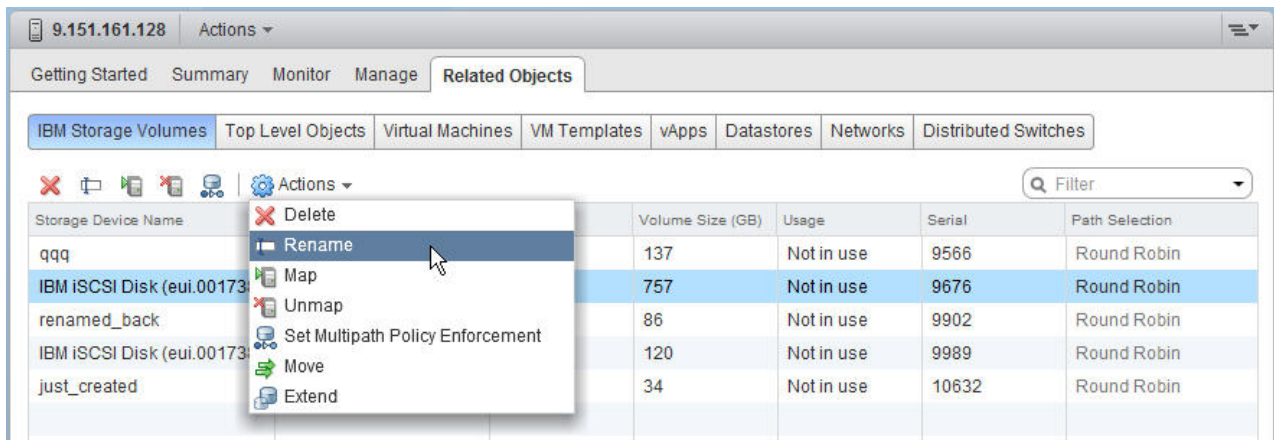 9.151.161.128 Actions
Getting Started Summary Monitor Manage Related Objects
IBM Storage Volumes Top Level Objects Virtual Machines VM Templates vApps Datastores Networks Distributed Switches
Actions Filter
Storage Device Name Volume Size (GB) Usage Serial Path Selection
Delete
Rename
Map
Unmap
Set Multipath Policy Enforcement
Move
Extend
qqq 137 Not in use 9566 Round Robin
IBM iSCSI Disk (eui.00173 757 Not in use 9676 Round Robin
renamed_back 86 Not in use 9902 Round Robin
IBM iSCSI Disk (eui.00173 120 Not in use 9989 Round Robin
just_created 34 Not in use 10632 Round Robin